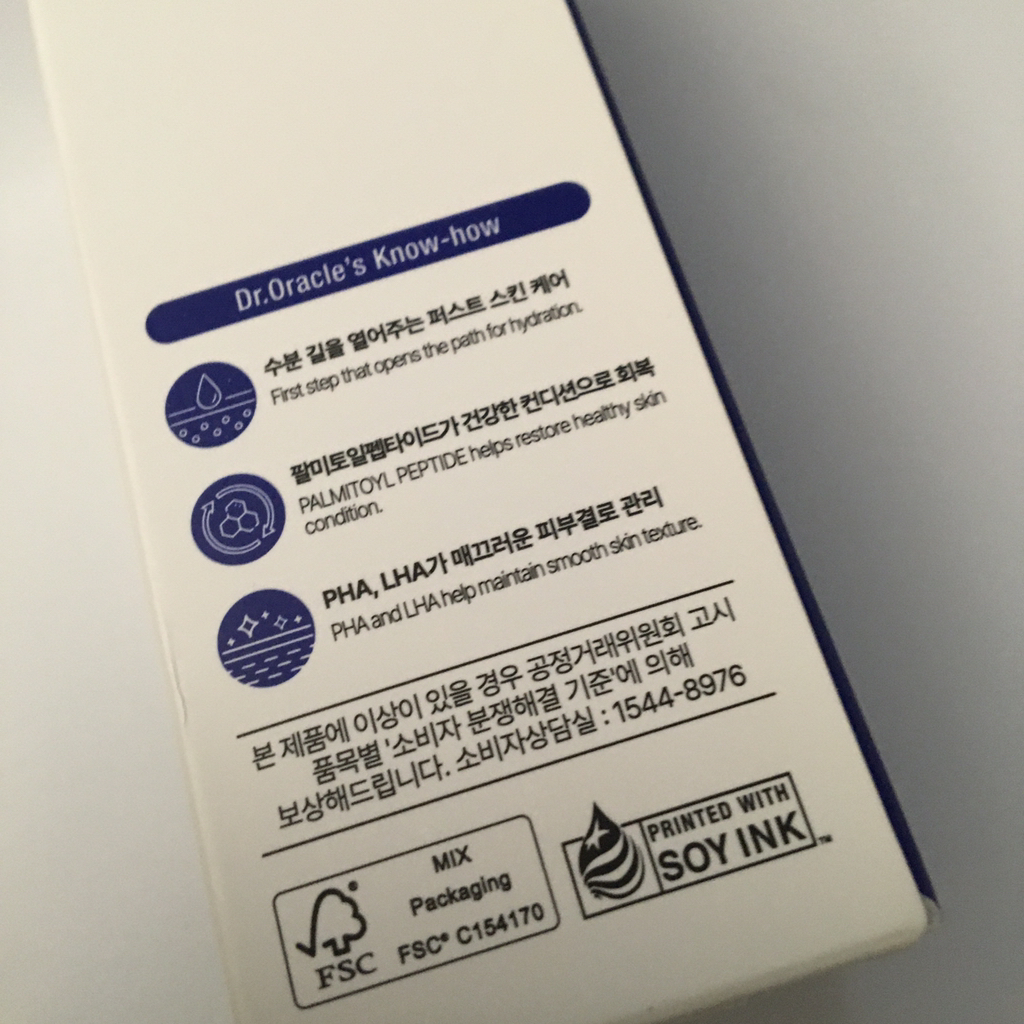 Dr.Oracle's Know-how
수분 길을 열어주는 퍼스트 스킨 케어
First step that opens the path for hydration.
팔미토일펩타이드가 건강한 컨디션으로 회복
PALMITOYL PEPTIDE helps restore healthy skin
condition.
PHA, LHA가 매끄러운 피부결로 관리
PHA and LHA help maintain smooth skin texture.
본 제품에 이상이 있을 경우 공정거래위원회 고시
품목별 '소비자 분쟁해결 기준'에 의해
보상해드립니다. 소비자상담실 : 1544-8976
MIX
Packaging
FSC® C154170
FSC
PRINTED WITH
SOY INK™